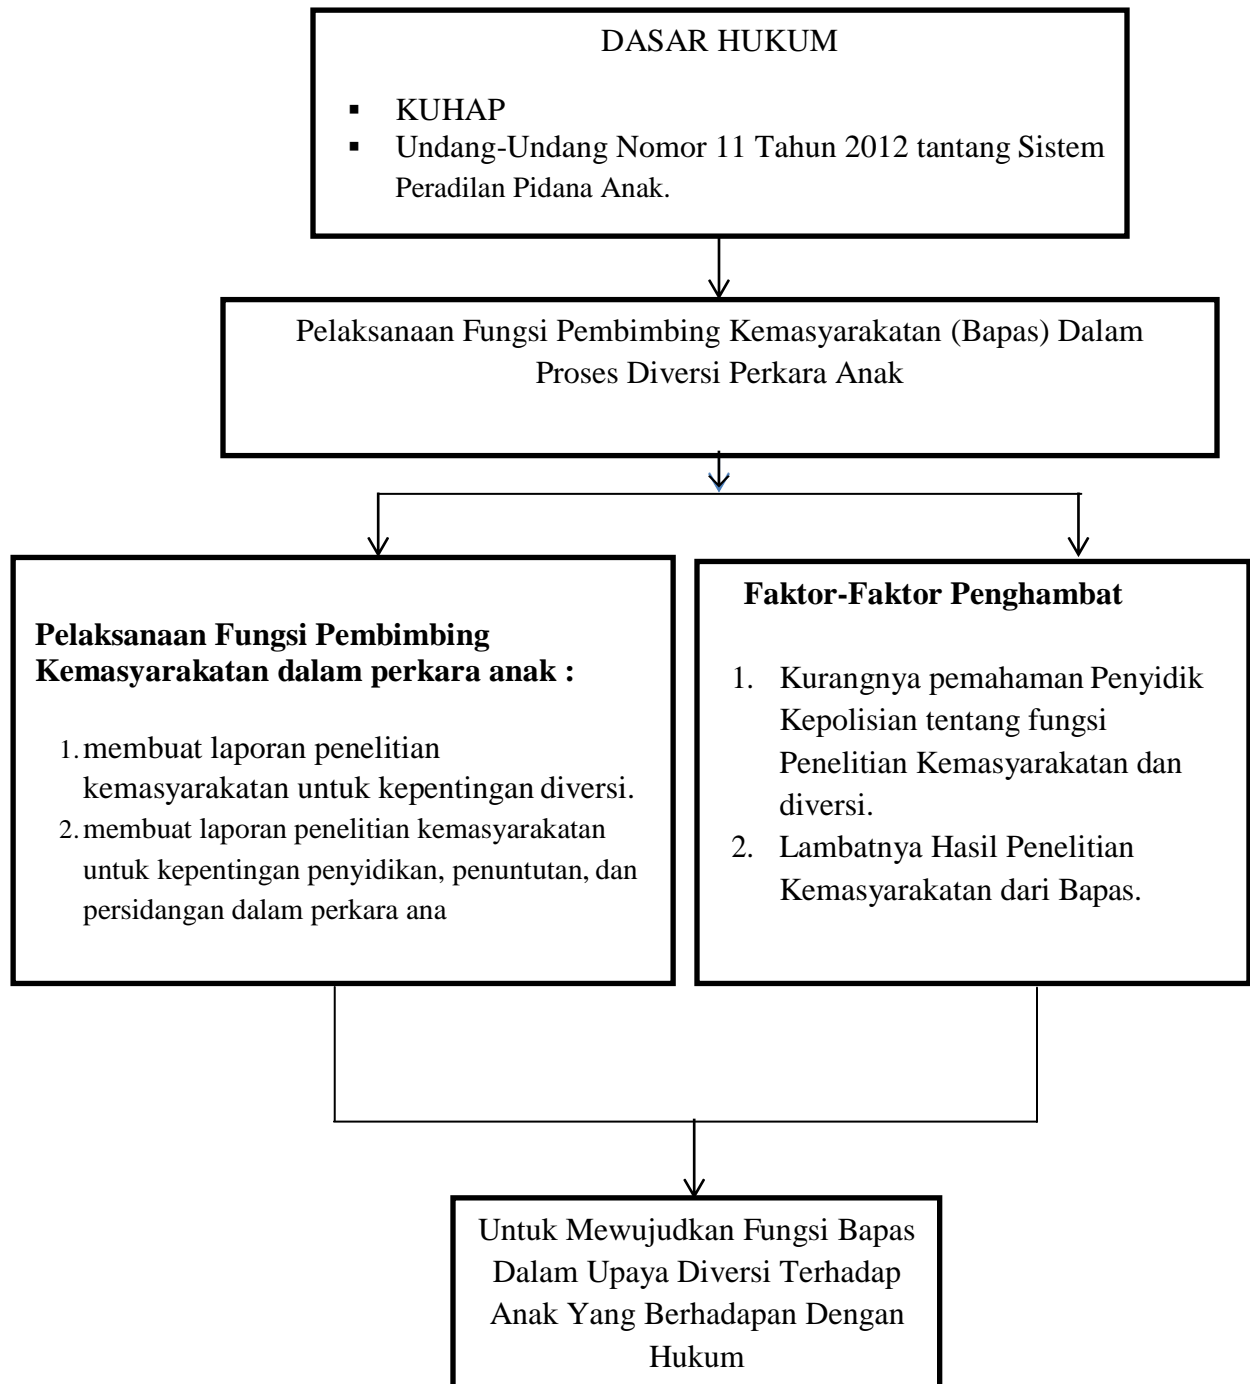 DASAR HUKUM
▪ KUHAP
▪ Undang-Undang Nomor 11 Tahun 2012 tantang Sistem
Peradilan Pidana Anak.
Pelaksanaan Fungsi Pembimbing Kemasyarakatan (Bapas) Dalam
Proses Diversi Perkara Anak
Pelaksanaan Fungsi Pembimbing
Kemasyarakatan dalam perkara anak :
1. membuat laporan penelitian
kemasyarakatan untuk kepentingan diversi.
2. membuat laporan penelitian kemasyarakatan
untuk kepentingan penyidikan, penuntutan, dan
persidangan dalam perkara ana
Faktor-Faktor Penghambat
1. Kurangnya pemahaman Penyidik
Kepolisian tentang fungsi
Penelitian Kemasyarakatan dan
diversi.
2. Lambatnya Hasil Penelitian
Kemasyarakatan dari Bapas.
Untuk Mewujudkan Fungsi Bapas
Dalam Upaya Diversi Terhadap
Anak Yang Berhadapan Dengan
Hukum